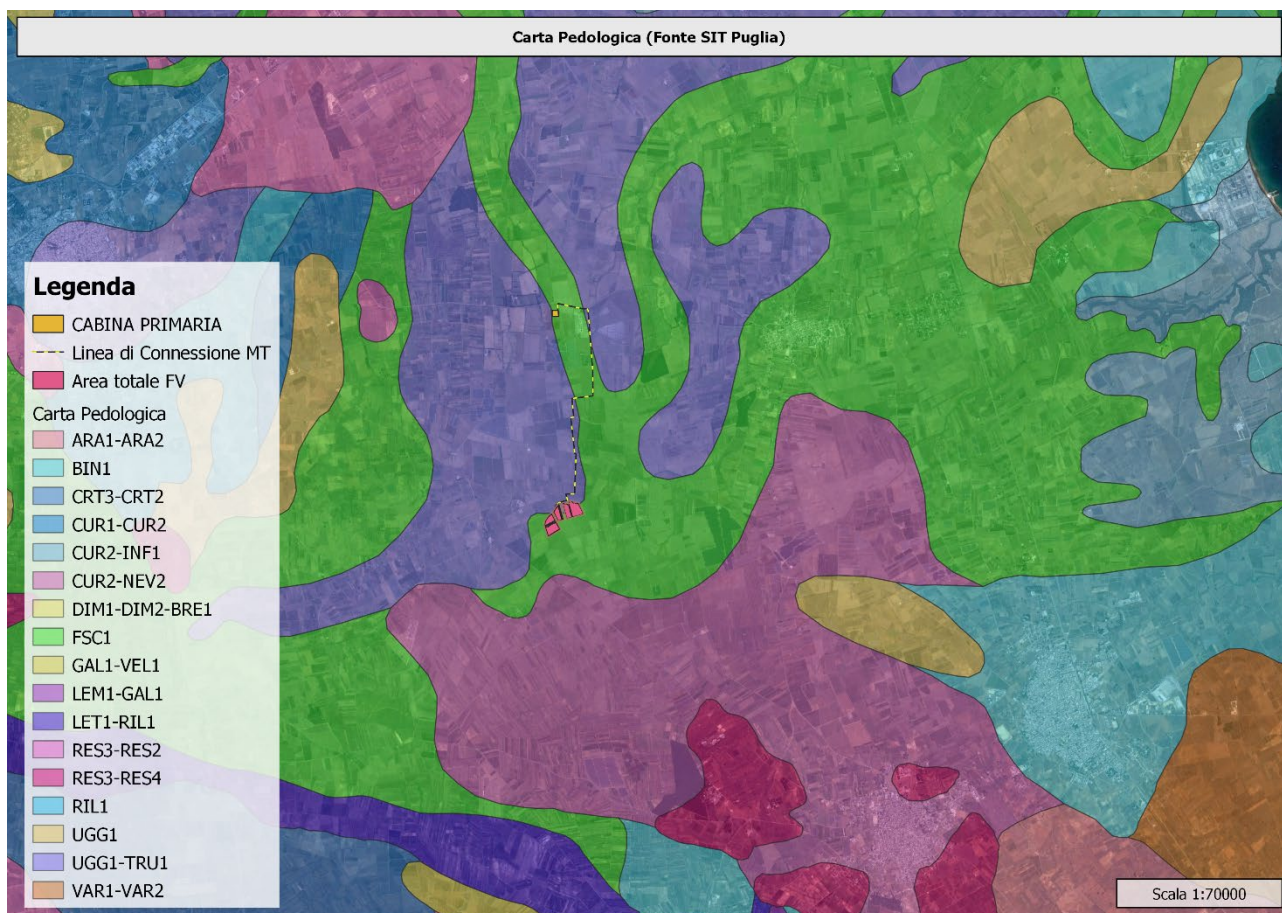 Carta Pedologica (Fonte SIT Puglia)
Legenda
CABINA PRIMARIA
Linea di Connessione MT
Area totale FV
Carta Pedologica
ARA1-ARA2
BIN1
CRT3-CRT2
CUR1-CUR2
CUR2-INF1
CUR2-NEV2
DIM1-DIM2-BRE1
FSC1
GAL1-VEL1
LEM1-GAL1
LET1-RIL1
RES3-RES2
RES3-RES4
RIL1
UGG1
UGG1-TRU1
VAR1-VAR2
Scala 1:70000